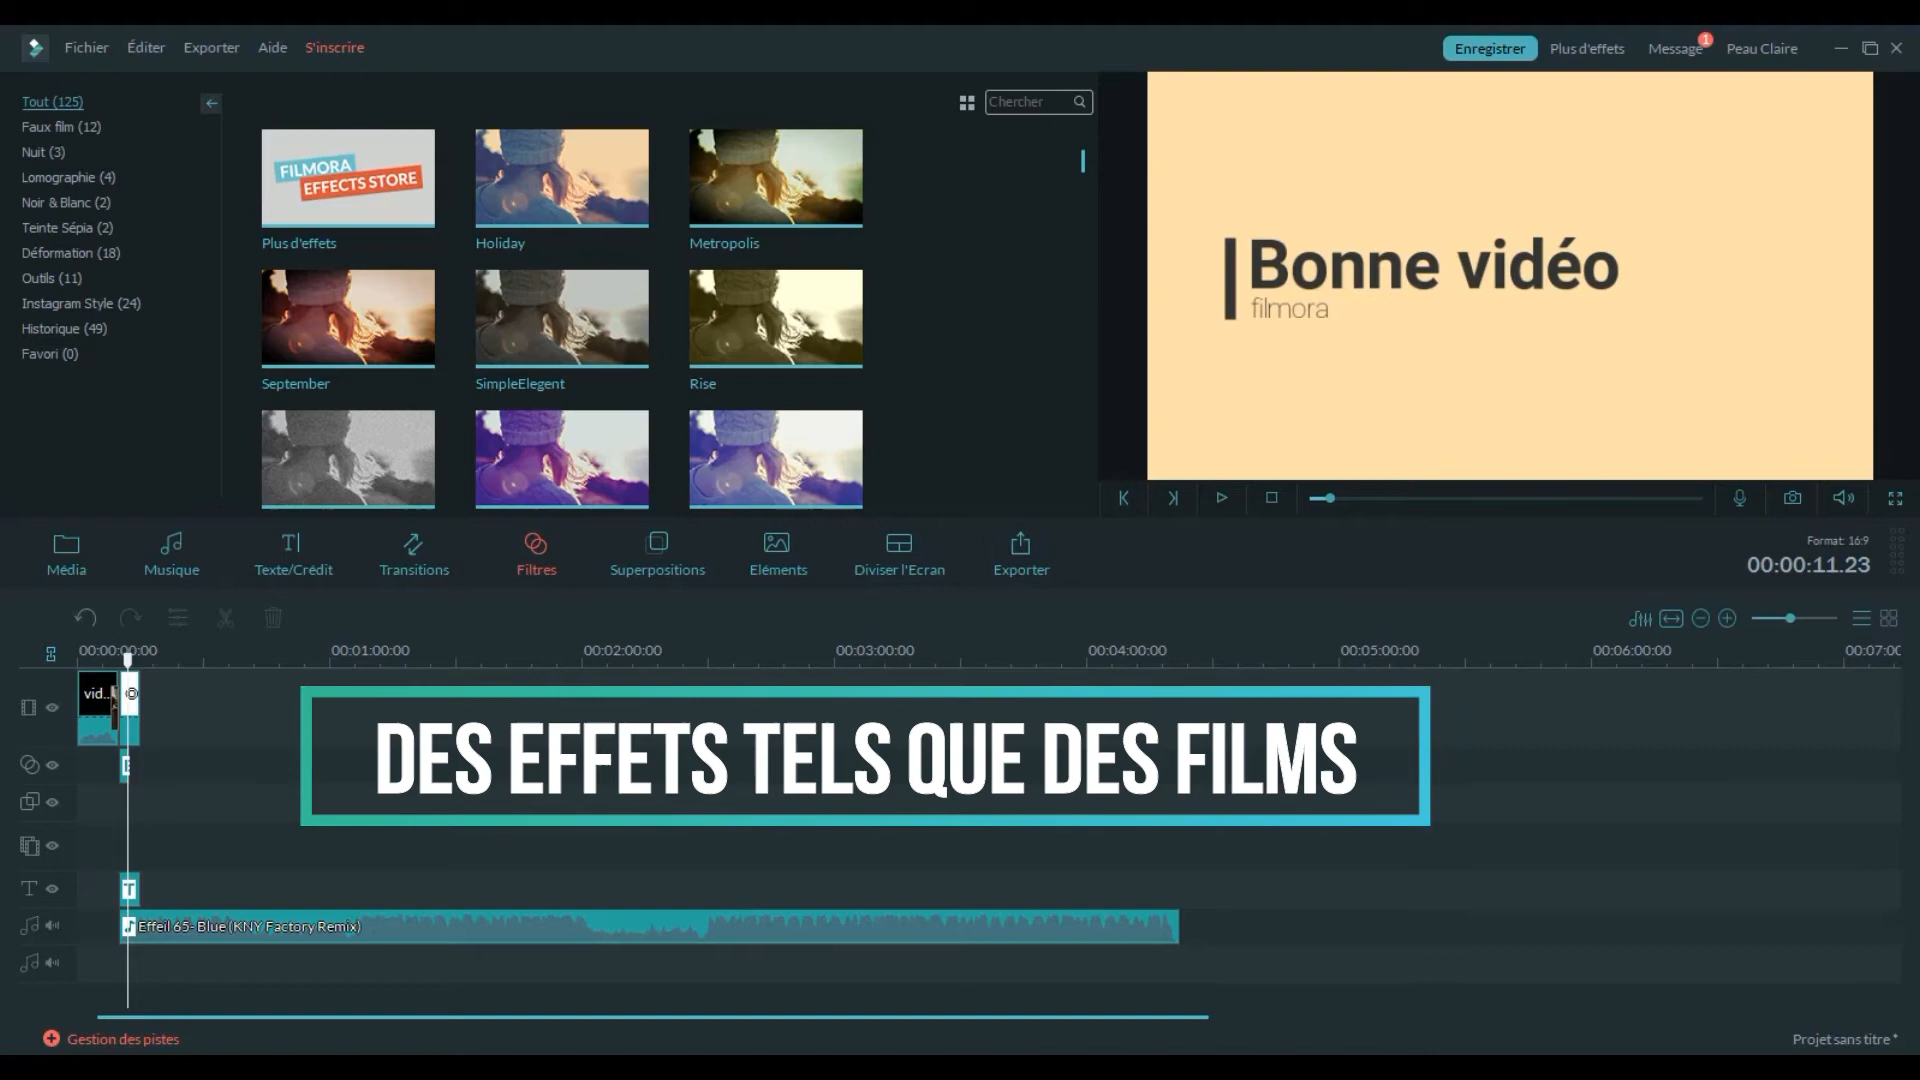 Fichier Éditer Exporter Aide S'inscrire
Enregistrer Plus d'effets Message 1 Peau Claire
Tout (125)
Faux film (12)
Nuit (3)
Lomographie (4)
Noir & Blanc (2)
Teinte Sépia (2)
Déformation (18)
Outils (11)
Instagram Style (24)
Historique (49)
Favori (0)
Chercher
FILMORA
EFFECTS STORE
Plus d'effets Holiday Metropolis
September SimpleElegent Rise
Bonne vidéo
filmora
Média Musique Texte/Crédit Transitions Filtres Superpositions Eléments Diviser l'Ecran Exporter
Format: 16:9
00:00:11.23
00:00:00:00 00:01:00:00 00:02:00:00 00:03:00:00 00:04:00:00 00:05:00:00 00:06:00:00 00:07:00
vid...
DES EFFETS TELS QUE DES FILMS
Effeil 65- Blue (KNY Factory Remix)
Gestion des pistes
Projet sans titre *